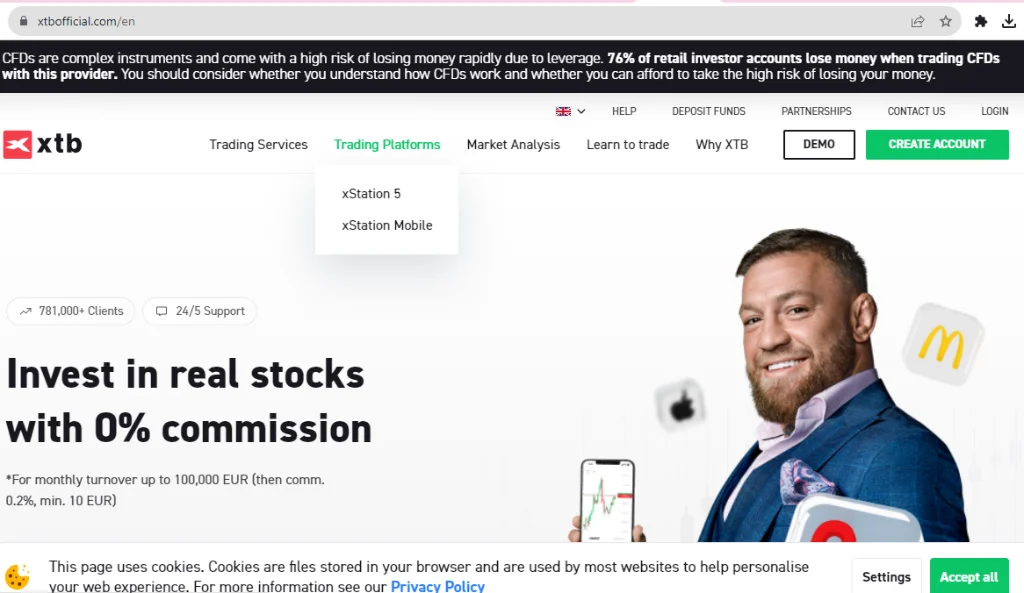 xtbofficial.com/en
CFDs are complex instruments and come with a high risk of losing money rapidly due to leverage. 76% of retail investor accounts lose money when trading CFDs
with this provider. You should consider whether you understand how CFDs work and whether you can afford to take the high risk of losing your money.
HELP DEPOSIT FUNDS PARTNERSHIPS CONTACT US LOGIN
xtb Trading Services Trading Platforms Market Analysis Learn to trade Why XTB DEMO CREATE ACCOUNT
xStation 5
xStation Mobile
781,000+ Clients 24/5 Support
Invest in real stocks
with 0% commission
*For monthly turnover up to 100,000 EUR (then comm.
0.2%, min. 10 EUR)
This page uses cookies. Cookies are files stored in your browser and are used by most websites to help personalise
your web experience. For more information see our Privacy Policy
Settings Accept all